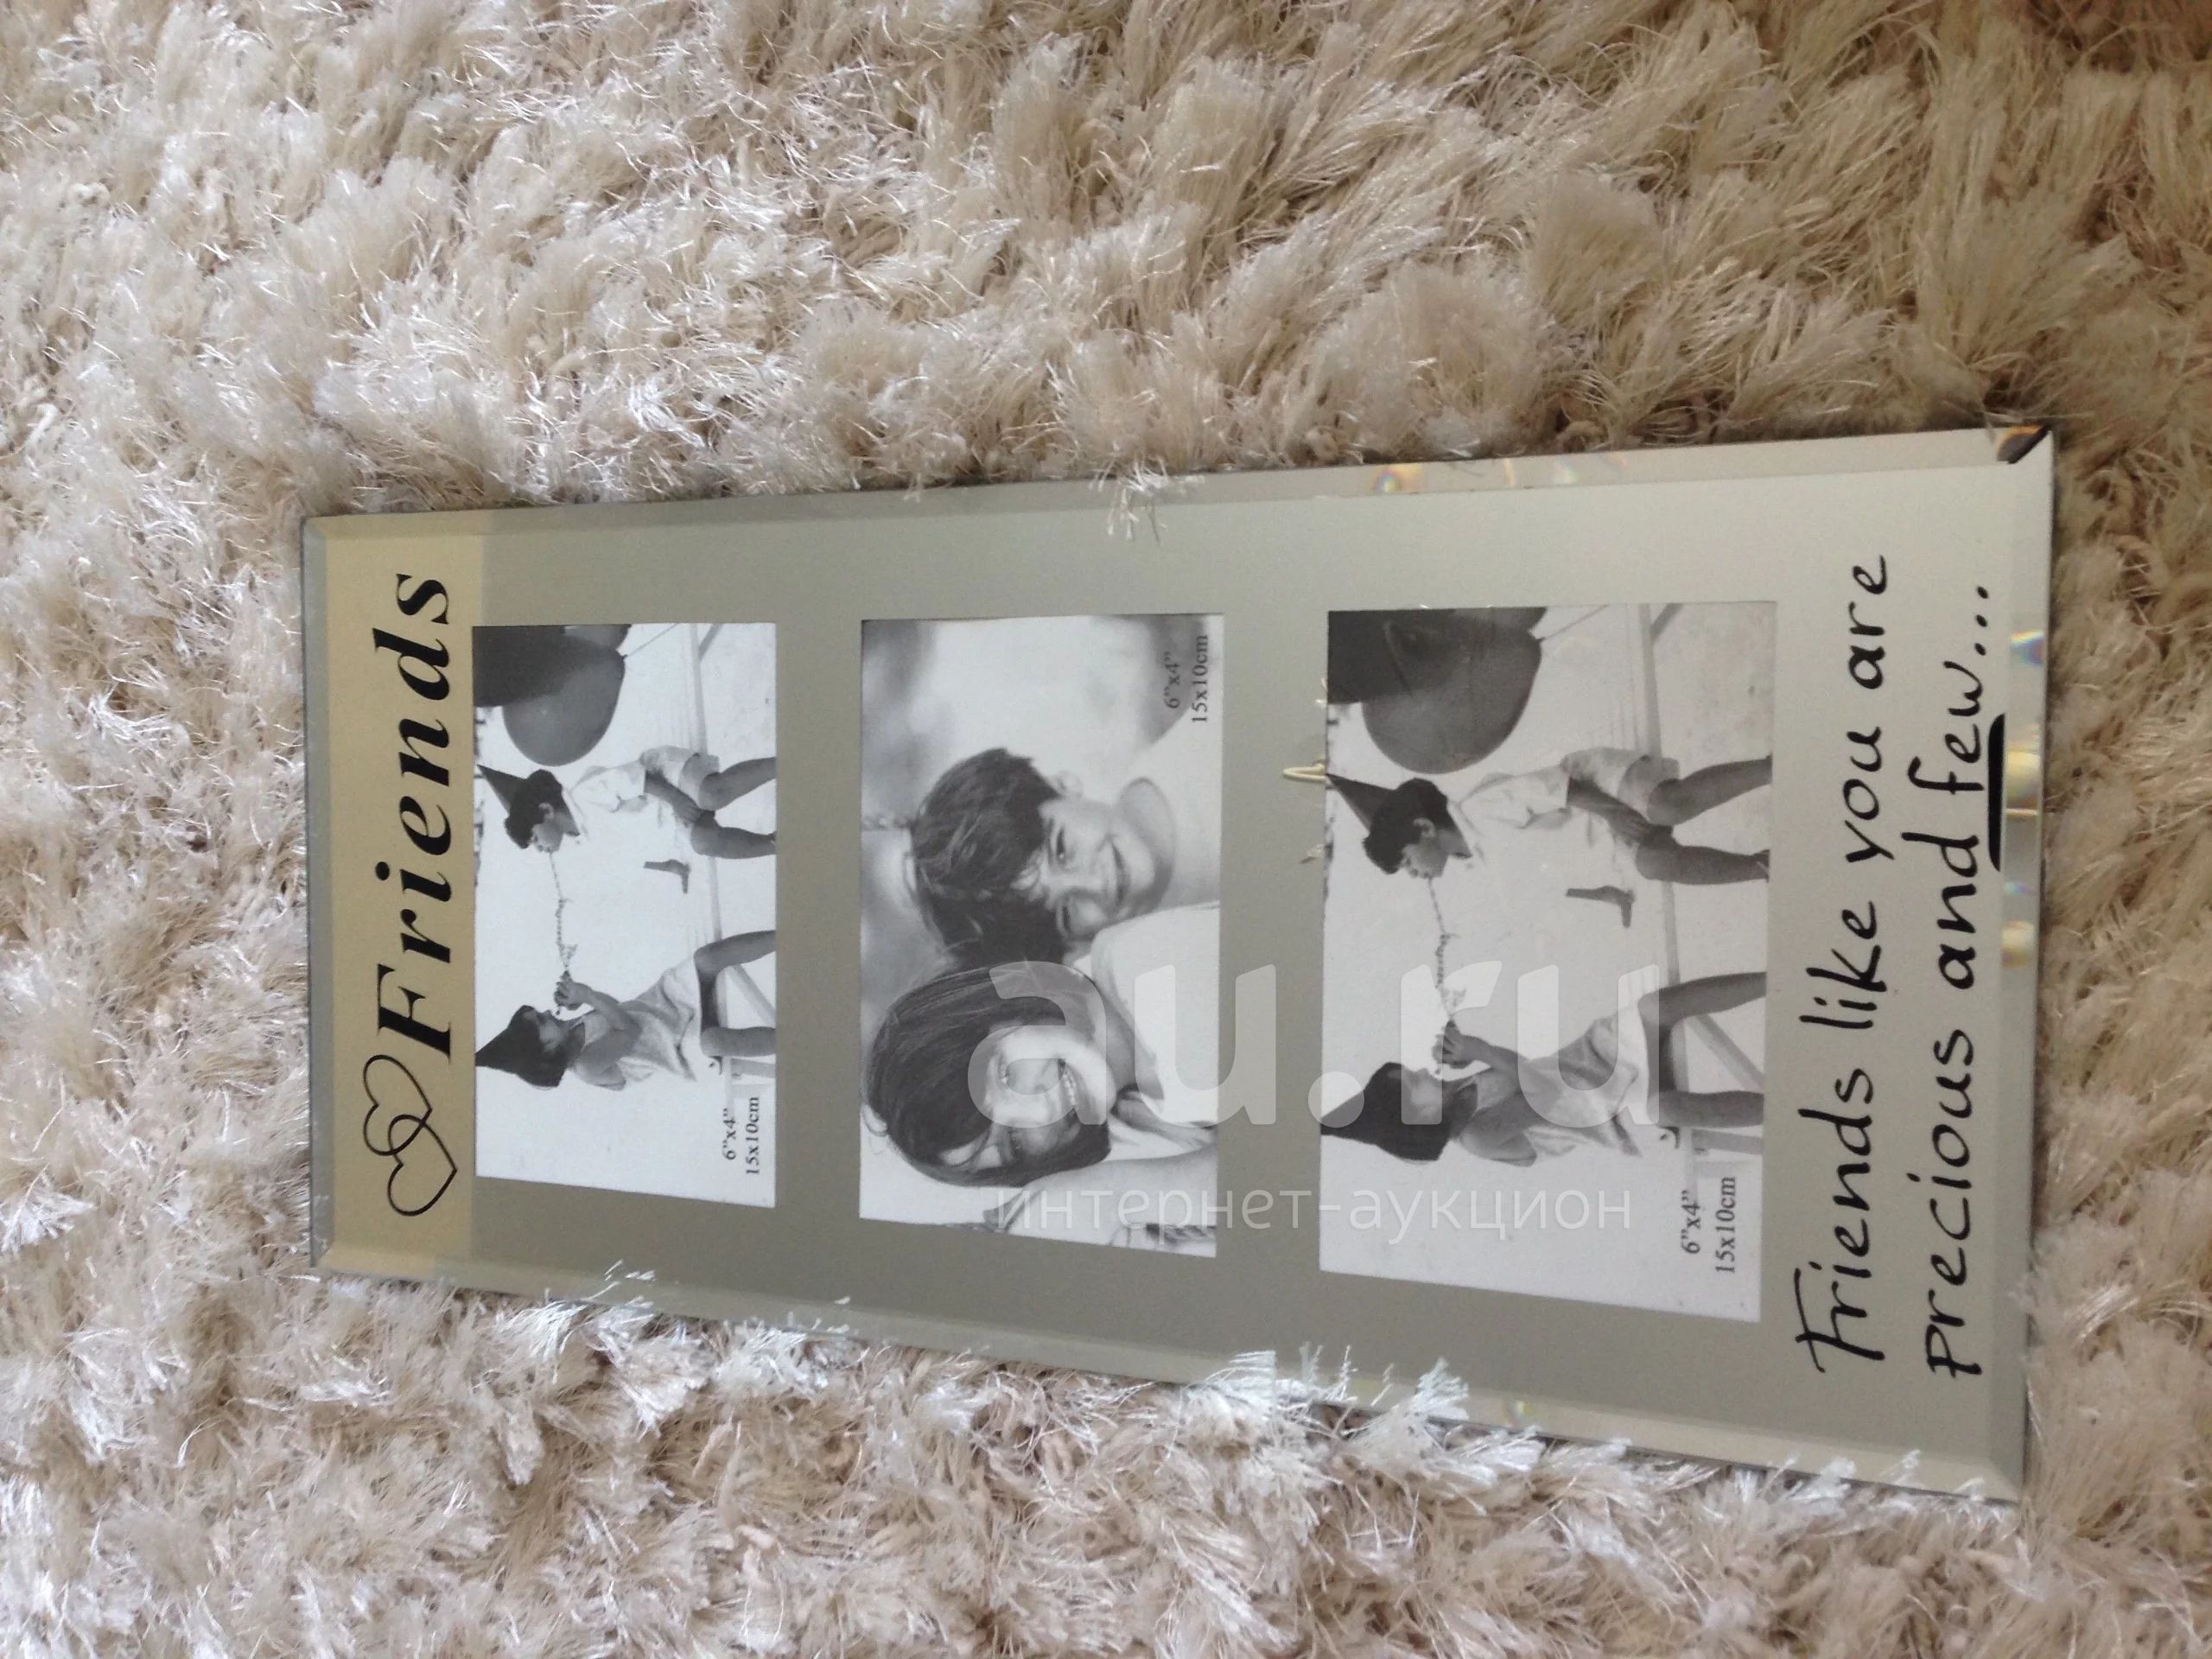 Friends
6"x4"
15x10cm
6"x4"
15x10cm
6"x4"
15x10cm
Friends like you are
precious and few...
au.ru
интернет-аукцион